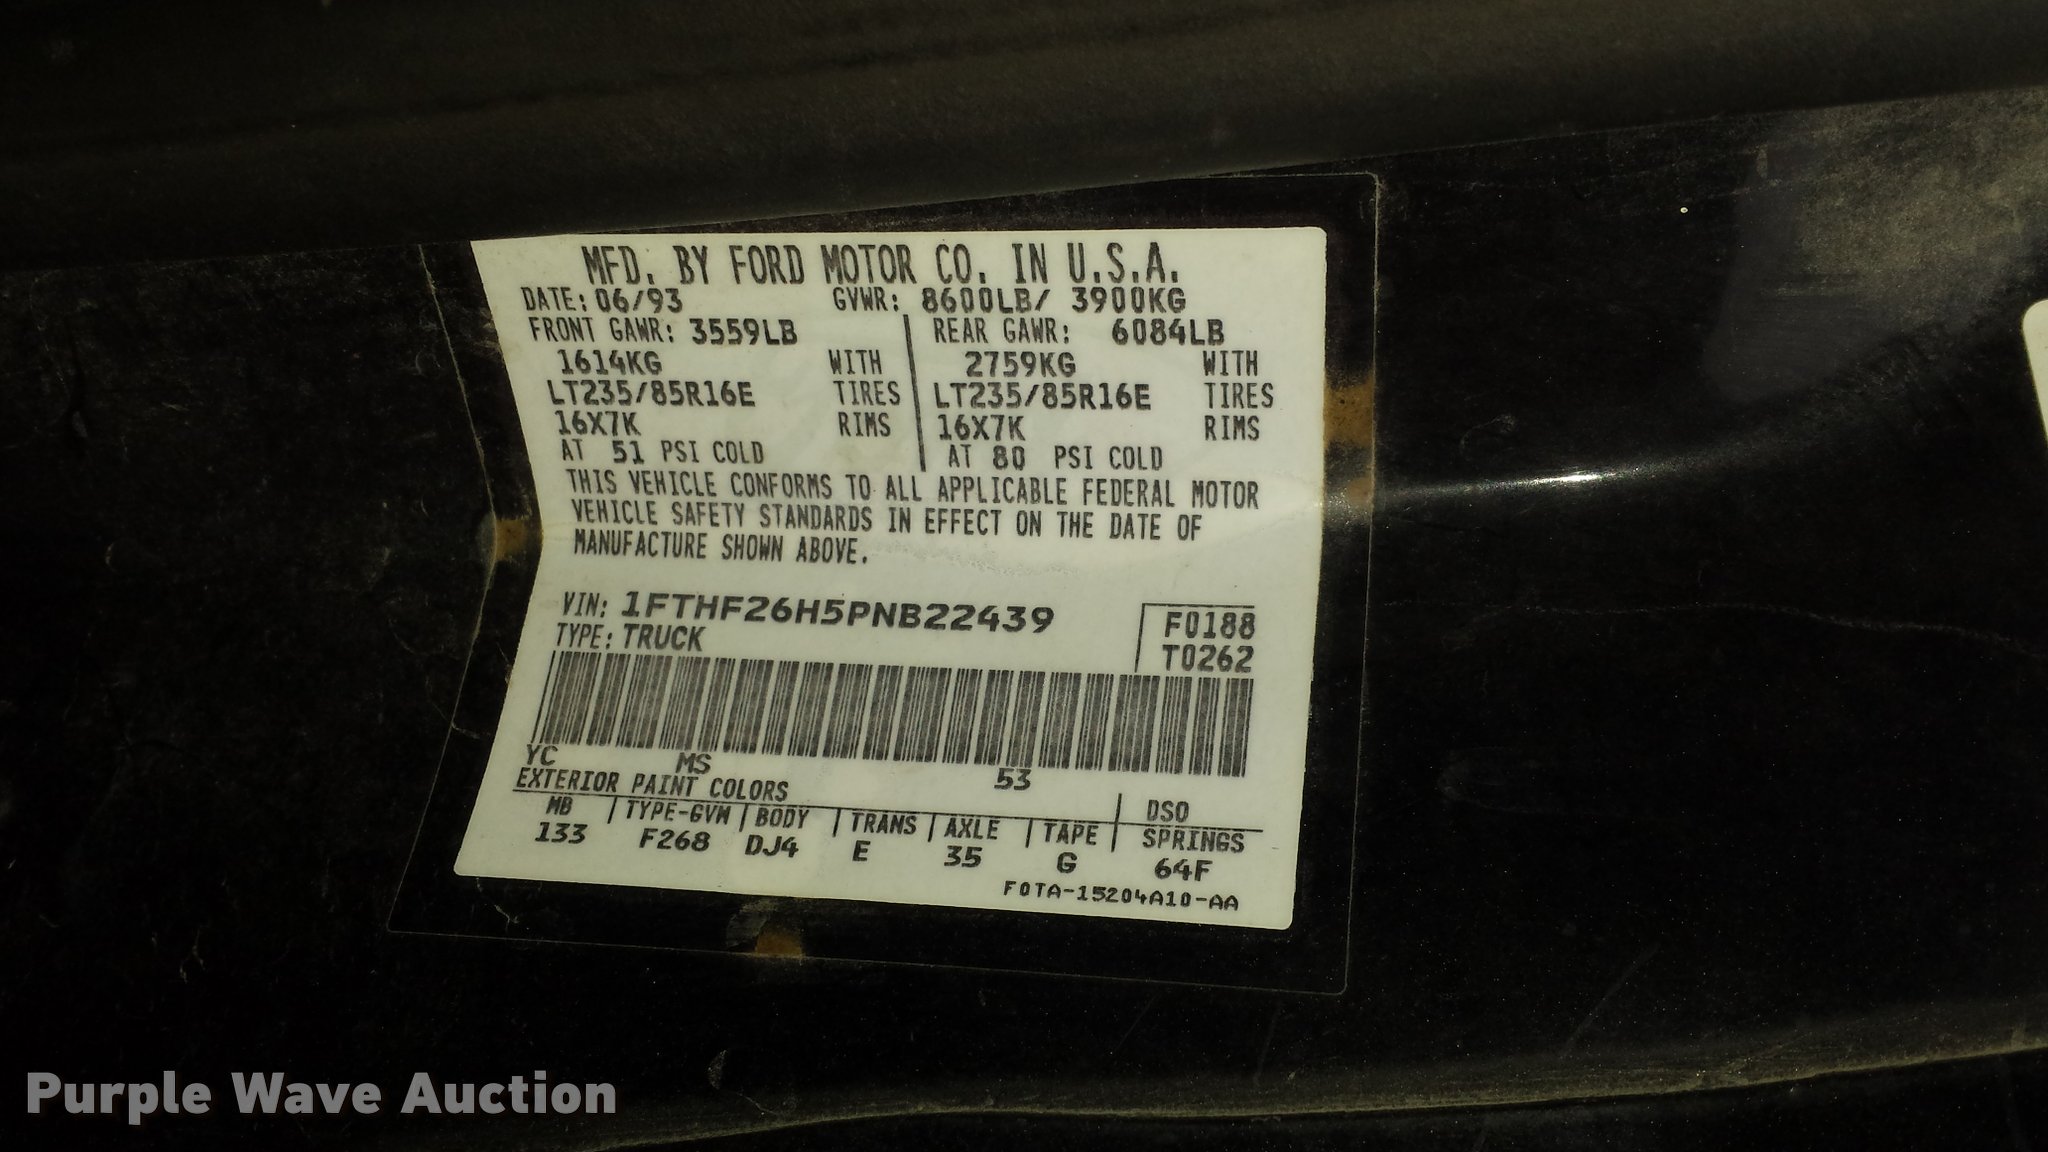 MFD. BY FORD MOTOR CO. IN U.S.A.
DATE: 06/93 GVWR: 8600LB/ 3900KG
FRONT GAWR: 3559LB REAR GAWR: 6084LB
1614KG WITH 2759KG WITH
LT235/85R16E TIRES LT235/85R16E TIRES
16X7K RIMS 16X7K RIMS
AT 51 PSI COLD AT 80 PSI COLD
THIS VEHICLE CONFORMS TO ALL APPLICABLE FEDERAL MOTOR
VEHICLE SAFETY STANDARDS IN EFFECT ON THE DATE OF
MANUFACTURE SHOWN ABOVE.
VIN: 1FTHF26H5PNB22439 F0188
TYPE: TRUCK T0262
YC MS 53
EXTERIOR PAINT COLORS DSO
MB TYPE-GVM BODY TRANS AXLE TAPE SPRINGS
133 F268 DJ4 E 35 G 64F
F0TA-15204A10-AA
Purple Wave Auction